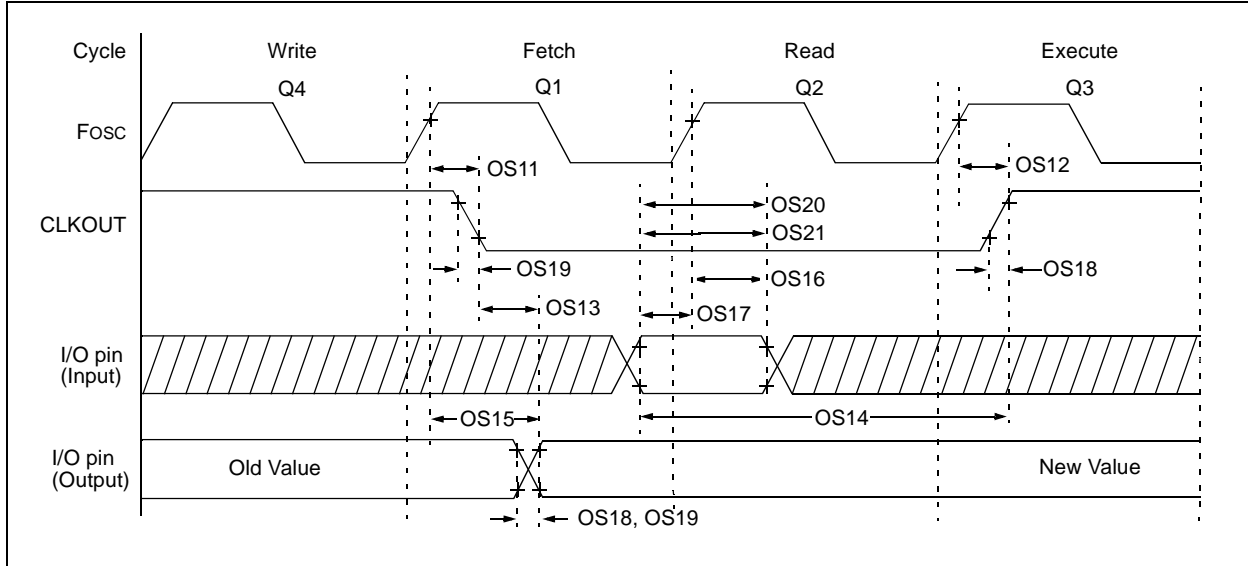 Cycle Write Fetch Read Execute
Q4 Q1 Q2 Q3
FOSC
OS11 OS12
OS20
CLKOUT
OS21
OS19 OS16 OS18
OS13 OS17
I/O pin
(Input)
OS15 OS14
I/O pin
(Output)
Old Value New Value
OS18, OS19